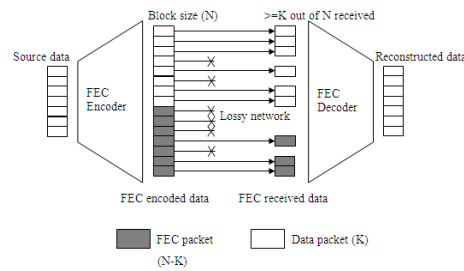 Block size (N)
>=K out of N received
Source data
Reconstructed data
FEC
Encoder
FEC
Decoder
Lossy network
FEC encoded data
FEC received data
FEC packet
(N-K)
Data packet (K)